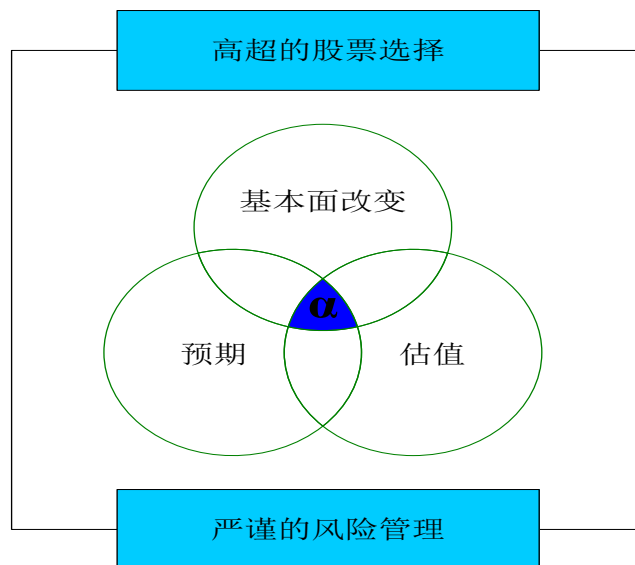 高超的股票选择
基本面改变
α
预期
估值
严谨的风险管理